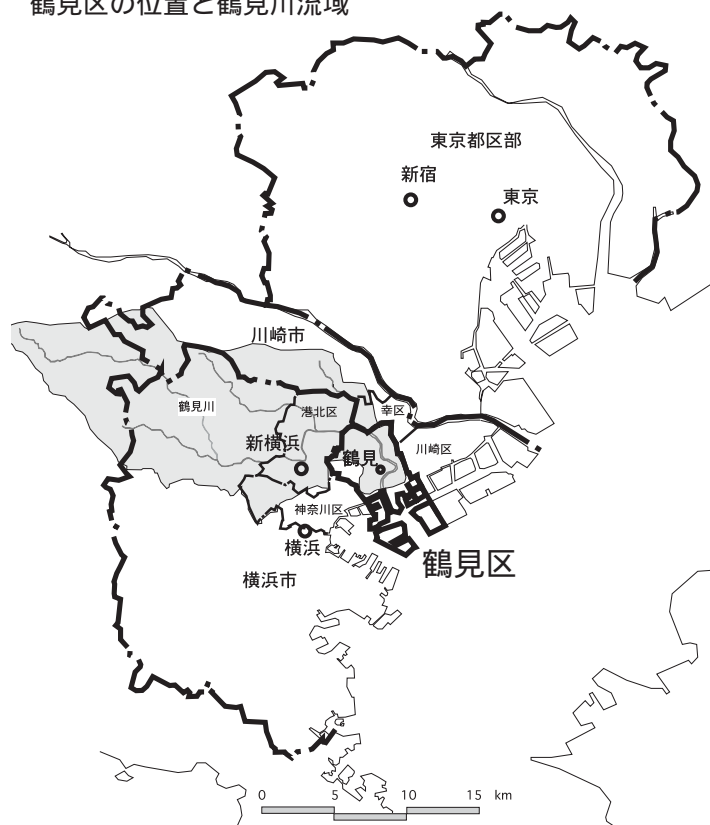 鶴見区の位置と鶴見川流域
東京都区部
新宿
東京
川崎市
鶴見川
港北区
幸区
新横浜
鶴見
川崎区
神奈川区
横浜
鶴見区
横浜市
0 5 10 15 km